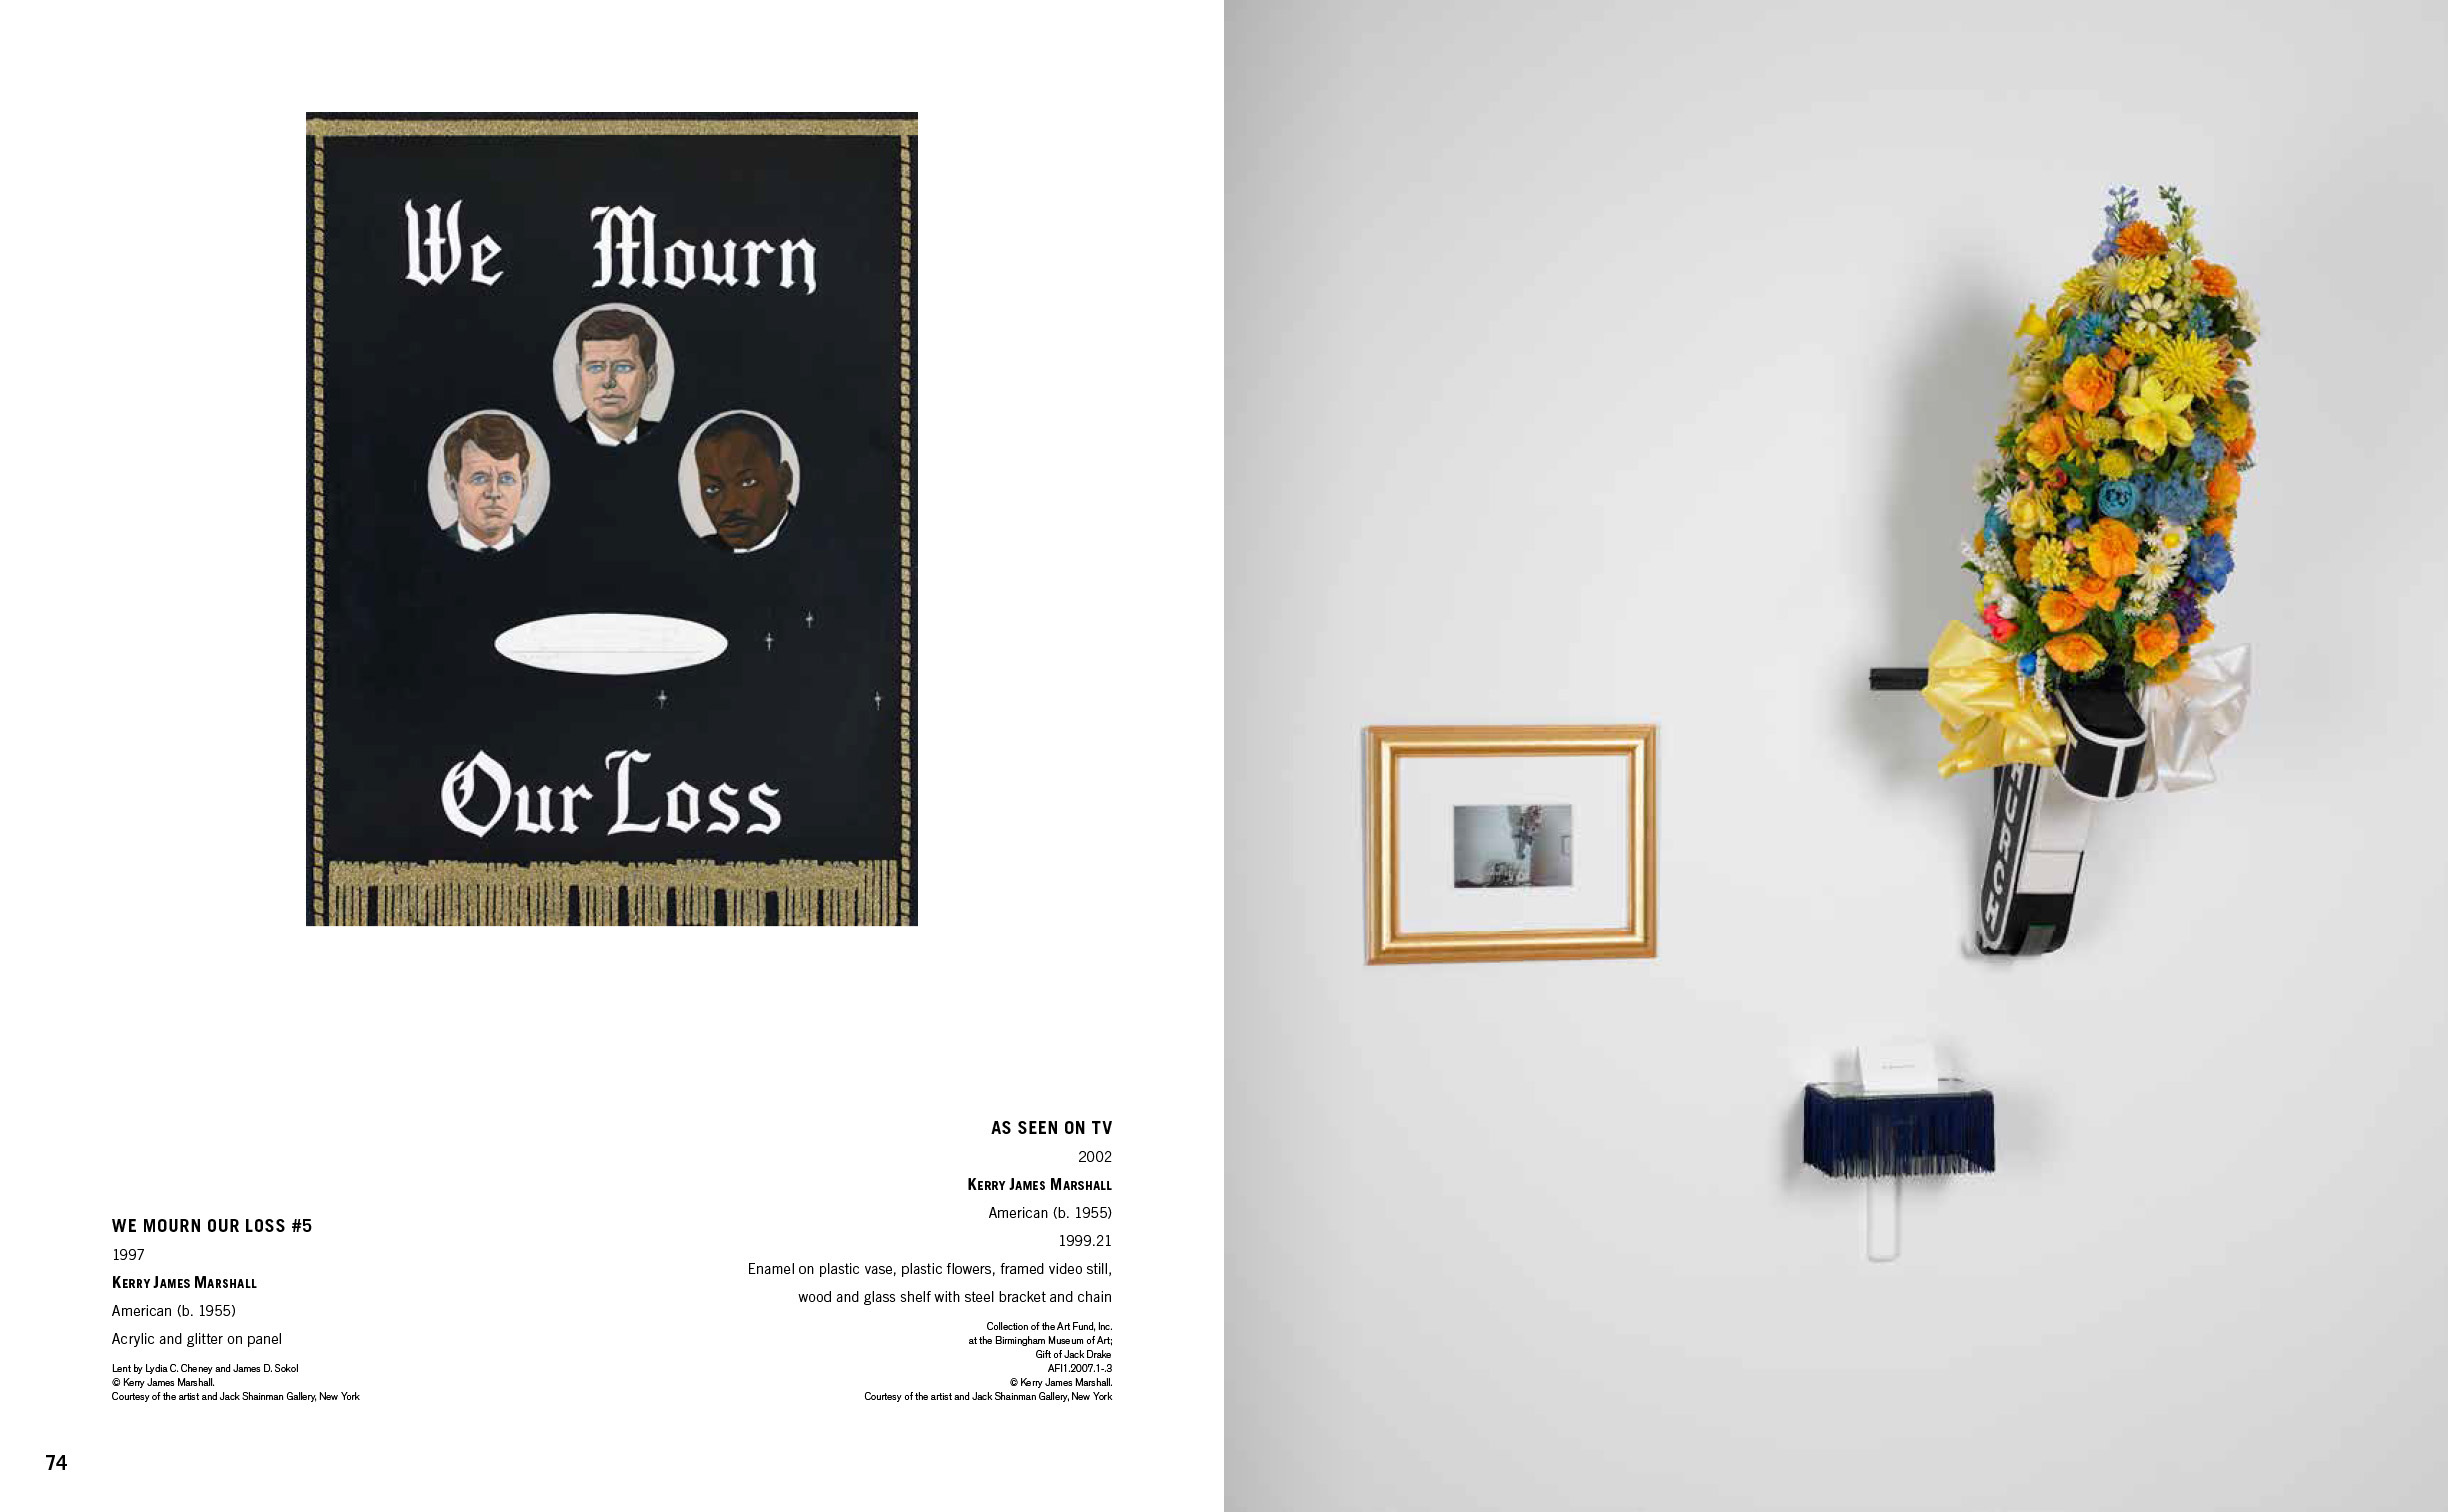 We Mourn
Our Loss
WE MOURN OUR LOSS #5
1997
KERRY JAMES MARSHALL
American (b. 1955)
Acrylic and glitter on panel
Lent by Lydia C. Cheney and James D. Sokol
© Kerry James Marshall.
Courtesy of the artist and Jack Shainman Gallery, New York
74
AS SEEN ON TV
2002
KERRY JAMES MARSHALL
American (b. 1955)
1999.21
Enamel on plastic vase, plastic flowers, framed video still,
wood and glass shelf with steel bracket and chain
Collection of the Art Fund, Inc.
at the Birmingham Museum of Art;
Gift of Jack Drake
AFI1.2007.1-.3
© Kerry James Marshall.
Courtesy of the artist and Jack Shainman Gallery, New York
HURCH